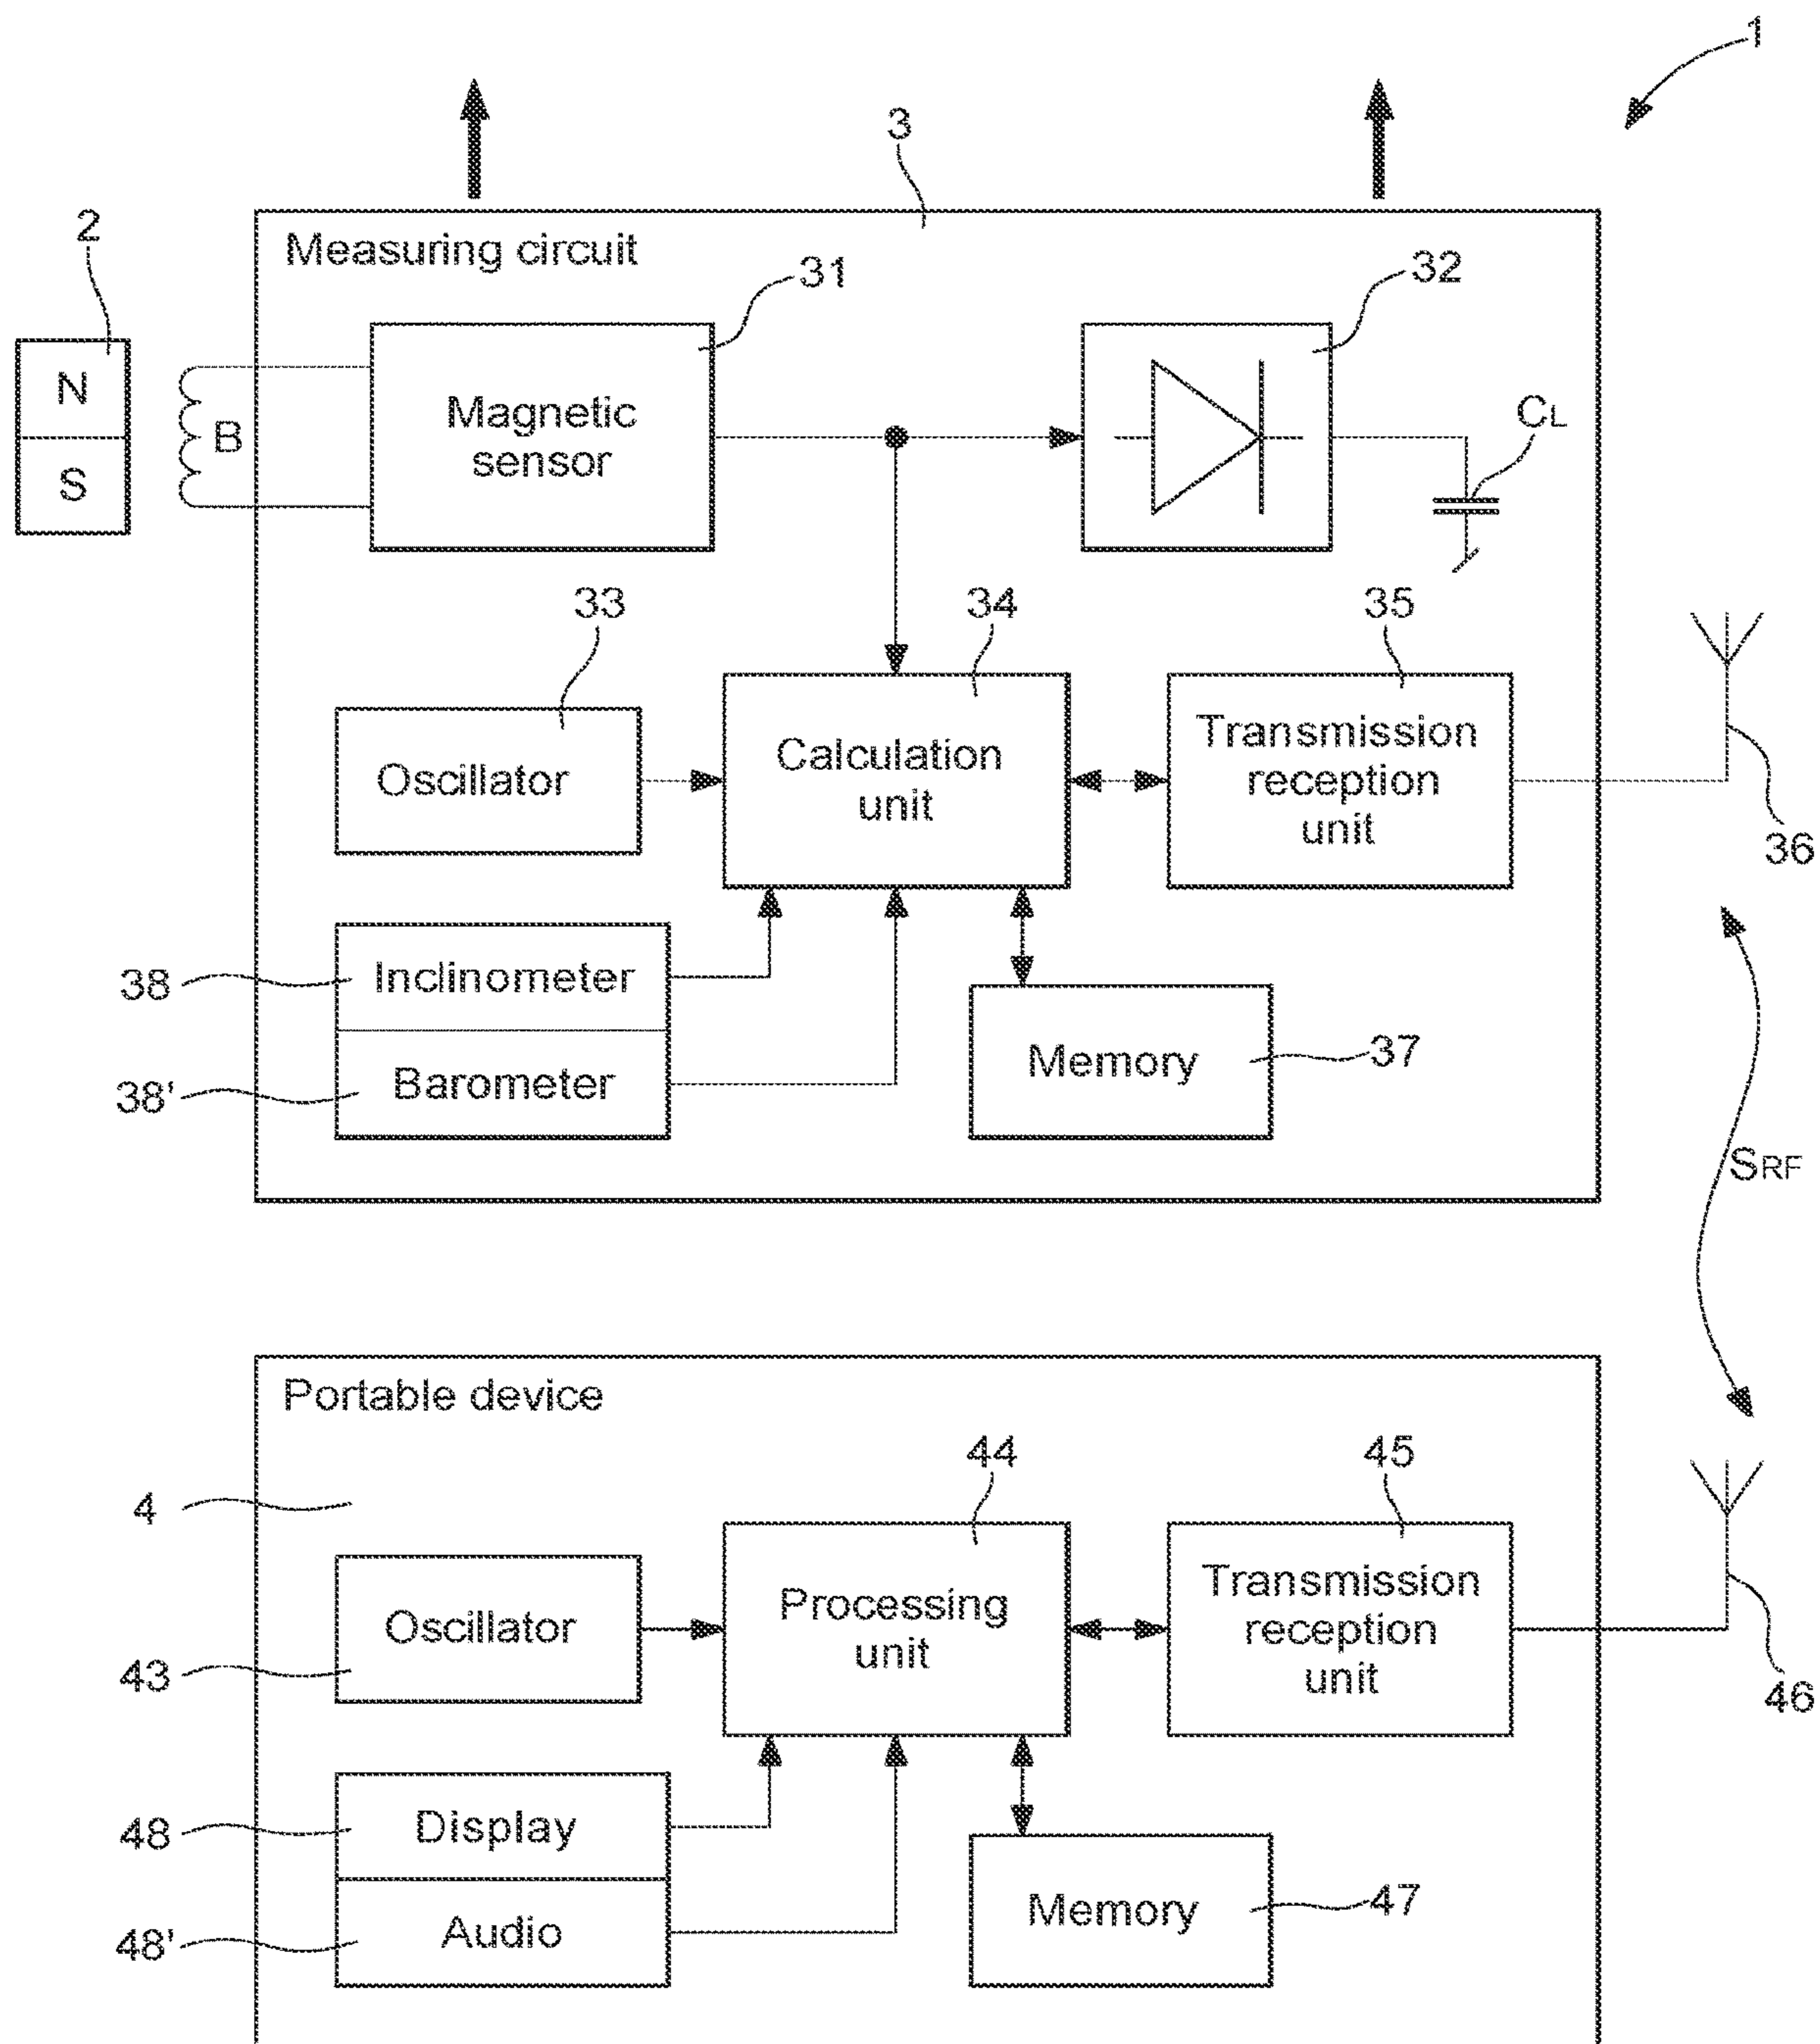 1
3
2
Measuring circuit
31
32
N
S
B
Magnetic
sensor
CL
33
34
35
Oscillator
Calculation
unit
Transmission
reception
unit
36
38
Inclinometer
38'
Barometer
Memory
37
SRF
Portable device
4
44
45
Oscillator
43
Processing
unit
Transmission
reception
unit
46
48
Display
48'
Audio
Memory
47